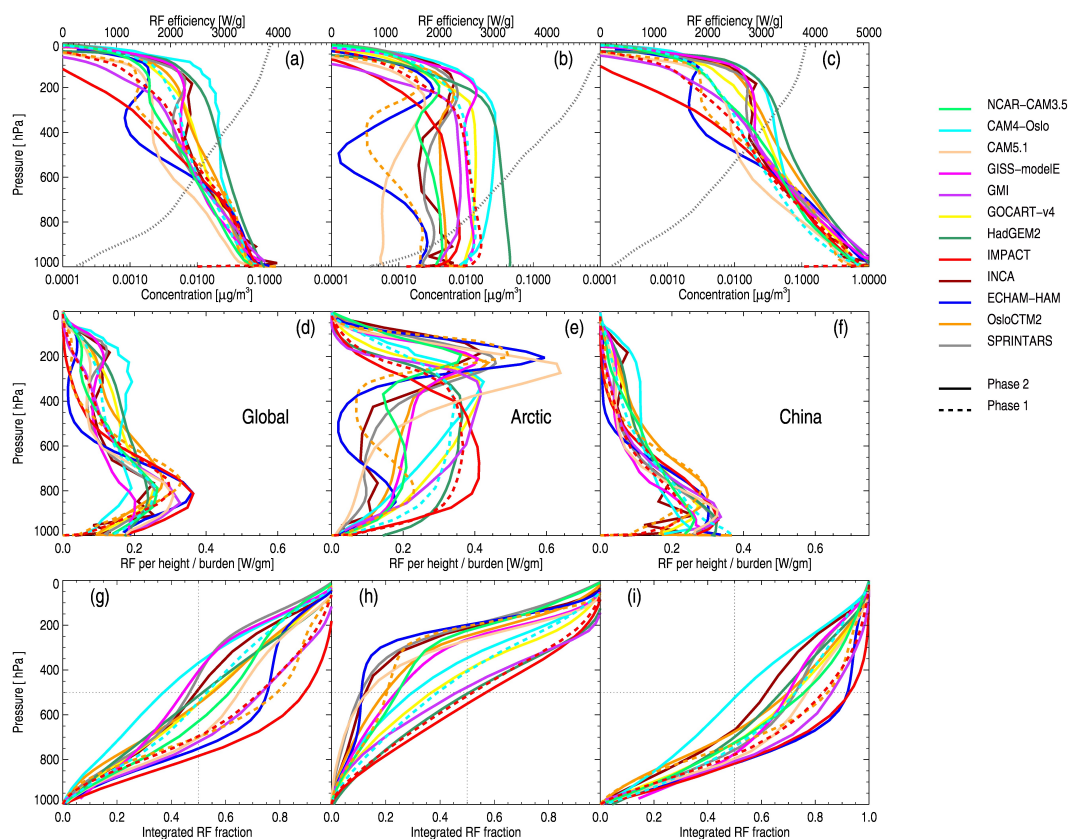 RF efficiency [W/g] RF efficiency [W/g] RF efficiency [W/g]
0 1000 2000 3000 4000 0 1000 2000 3000 4000 0 1000 2000 3000 4000 5000
Pressure [ hPa]
0
200
400
600
800
1000
(a) (b) (c)
0.0001 0.0010 0.0100 0.1000 0.0001 0.0010 0.0100 0.1000 0.0001 0.0010 0.0100 0.1000 1.0000
Concentration [µg/m³] Concentration [µg/m³] Concentration [µg/m³]
NCAR−CAM3.5
CAM4−Oslo
CAM5.1
GISS−modelE
GMI
GOCART−v4
HadGEM2
IMPACT
INCA
ECHAM−HAM
OsloCTM2
SPRINTARS
Phase 2
Phase 1
Pressure [ hPa]
0
200
400
600
800
1000
(d) (e) (f)
Global Arctic China
0.0 0.2 0.4 0.6 0.0 0.2 0.4 0.6 0.0 0.2 0.4 0.6
RF per height / burden [W/gm] RF per height / burden [W/gm] RF per height / burden [W/gm]
Pressure [ hPa]
0
200
400
600
800
1000
(g) (h) (i)
0.0 0.2 0.4 0.6 0.8 0.0 0.2 0.4 0.6 0.8 0.0 0.2 0.4 0.6 0.8 1.0
Integrated RF fraction Integrated RF fraction Integrated RF fraction